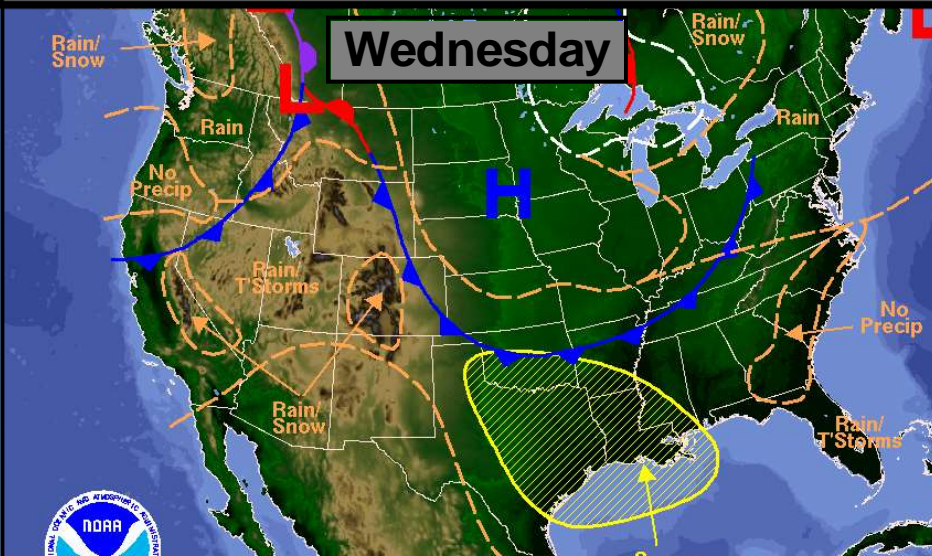 Wednesday
Rain/
Snow
L
Rain/
Snow
L
Rain
Rain
No
Precip
H
Rain/
T'Storms
No
Precip
Rain/
Snow
Rain/
T'Storms
NOAA